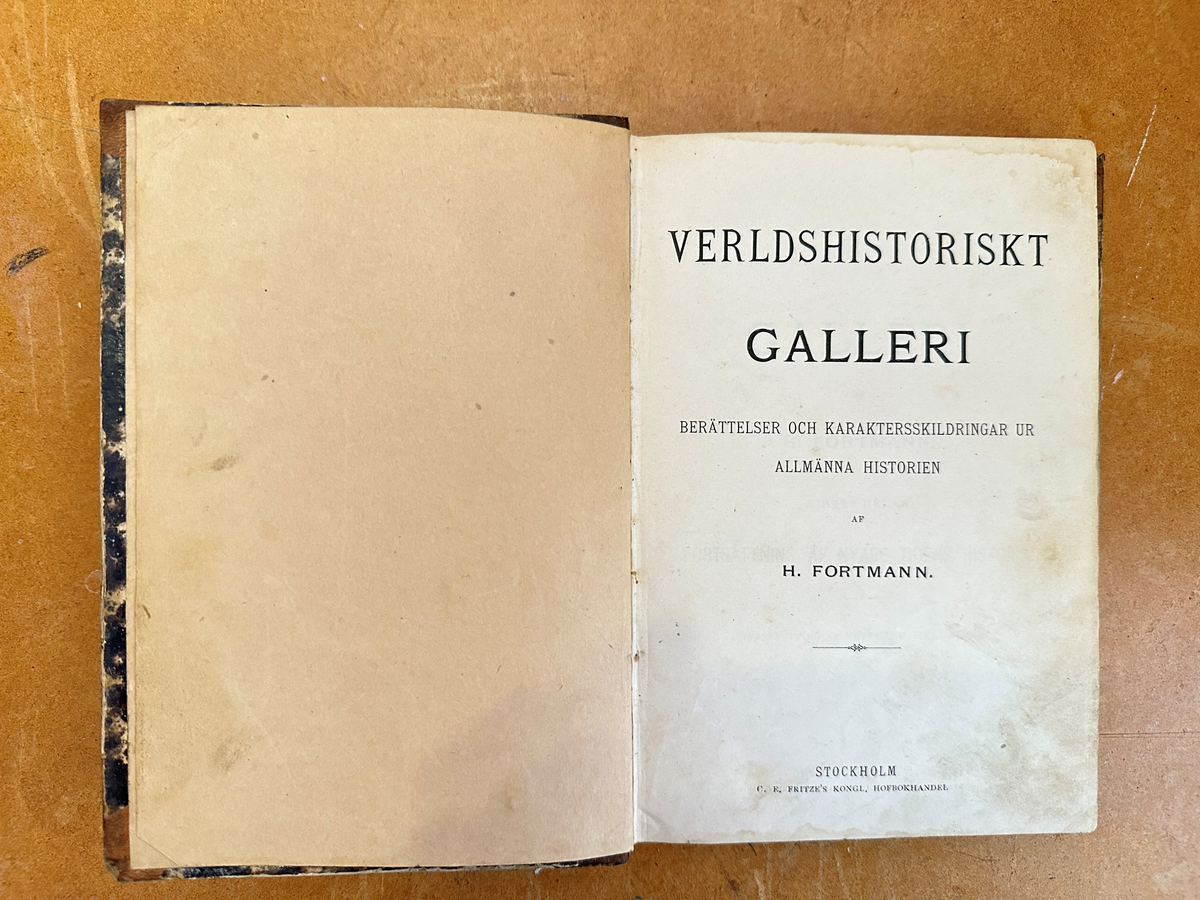 VERLDSHISTORISKT
GALLERI
BERÄTTELSER OCH KARAKTERSSKILDRINGAR UR
ALLMÄNNA HISTORIEN
AF
H. FORTMANN.
STOCKHOLM
C. E. FRITZE'S KONGL. HOFBOKHANDEL